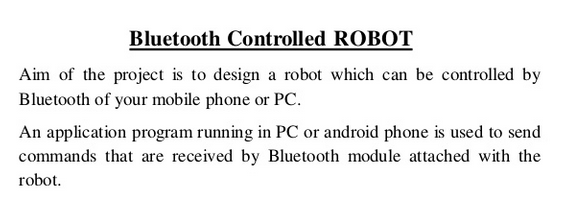 Bluetooth Controlled ROBOT
Aim of the project is to design a robot which can be controlled by
Bluetooth of your mobile phone or PC.
An application program running in PC or android phone is used to send
commands that are received by Bluetooth module attached with the
robot.